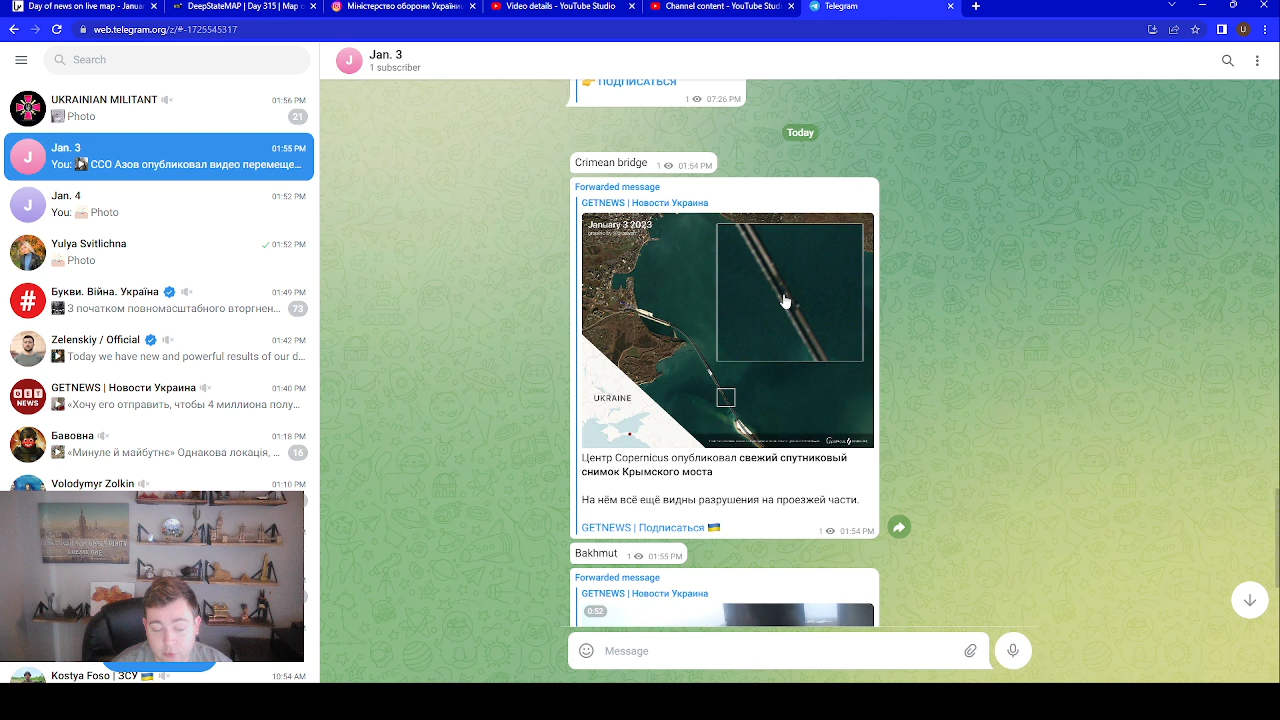 Day of news on live map - Januar
DeepStateMAP | Day 315 | Map o
Міністерство оборони України
Video details - YouTube Studio
Channel content - YouTube Stud
Telegram
web.telegram.org/z/#-1725545317
U
Search
J
Jan. 3
1 subscriber
UKRAINIAN MILITANT
01:56 PM
Photo
21
J
Jan. 3
01:55 PM
You: ССО Азов опубликовал видео перемеще...
J
Jan. 4
01:52 PM
You: Photo
Yulya Svitlichna
01:52 PM
Photo
#
Букви. Війна. Україна
01:49 PM
З початком повномасштабного вторгнен...
73
Zelenskiy / Official
01:42 PM
Today we have new and powerful results of our d...
GET
NEWS
GETNEWS | Новости Украина
01:40 PM
«Хочу его отправить, чтобы 4 миллиона полу...
Бавовна
01:18 PM
«Минуле й майбутнє» Однакова локація, ...
16
Volodymyr Zolkin
01:10 PM
Kostya Foso | ЗСУ
10:54 AM
ПОДПИСАТЬСЯ
1 07:26 PM
Today
Crimean bridge
1 01:54 PM
Forwarded message
GETNEWS | Новости Украина
January 3 2023
UKRAINE
Центр Copernicus опубликовал свежий спутниковый
снимок Крымского моста
На нём всё ещё видны разрушения на проезжей части.
GETNEWS | Подписаться
1 01:54 PM
Bakhmut
1 01:55 PM
Forwarded message
GETNEWS | Новости Украина
0:52
Message